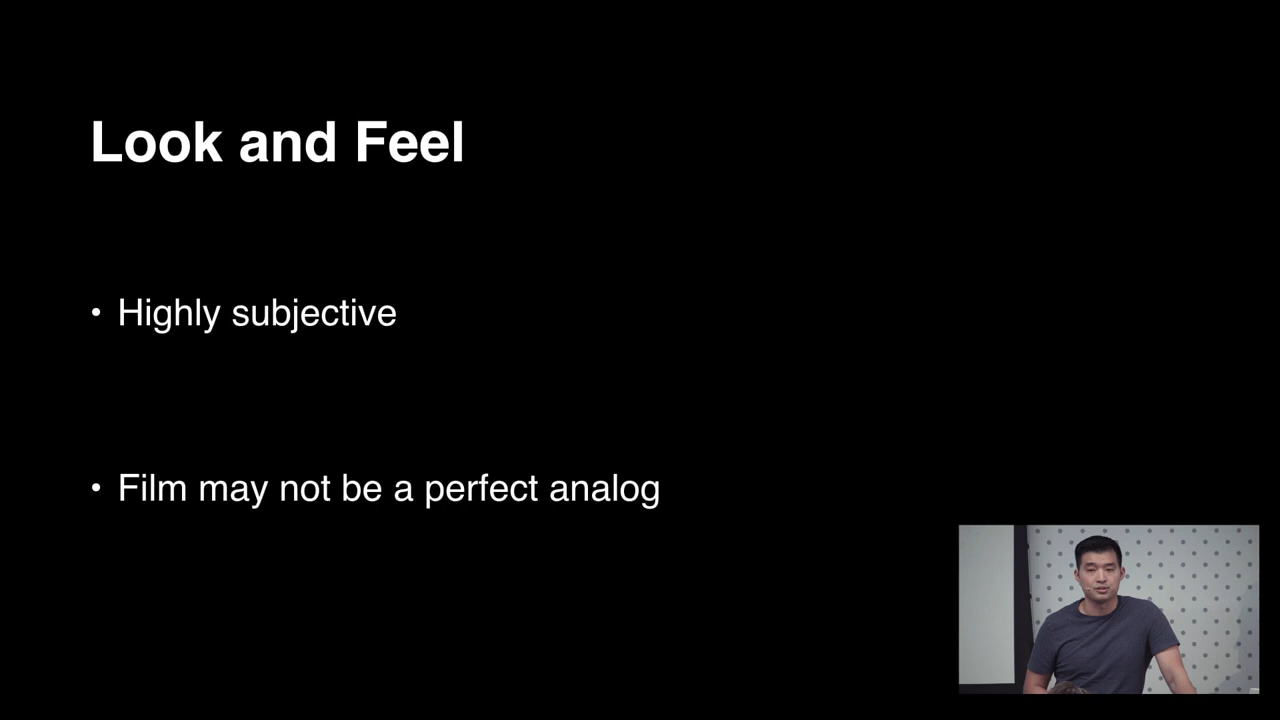 Look and Feel
• Highly subjective
• Film may not be a perfect analog